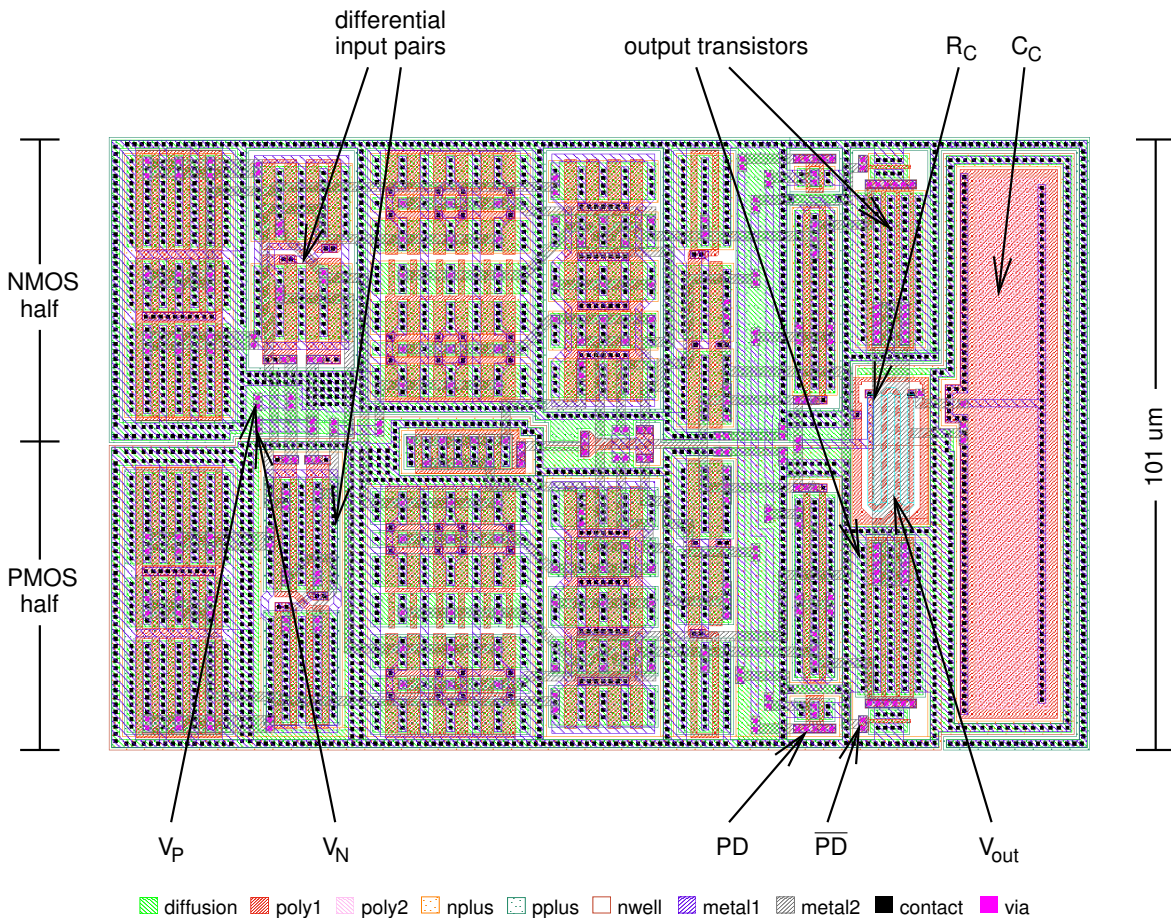 differential
input pairs
output transistors
R_C
C_C
NMOS
half
101 um
PMOS
half
V_P
V_N
PD
P̅D̅
V_out
diffusion poly1 poly2 nplus pplus nwell metal1 metal2 contact via